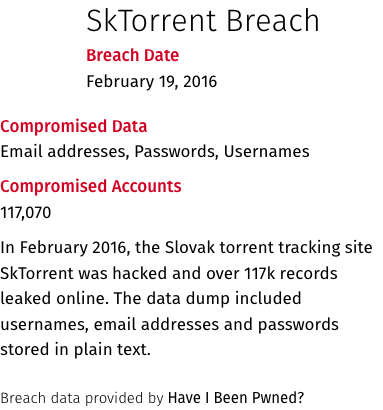 SkTorrent Breach
Breach Date
February 19, 2016
Compromised Data
Email addresses, Passwords, Usernames
Compromised Accounts
117,070
In February 2016, the Slovak torrent tracking site
SkTorrent was hacked and over 117k records
leaked online. The data dump included
usernames, email addresses and passwords
stored in plain text.
Breach data provided by Have I Been Pwned?